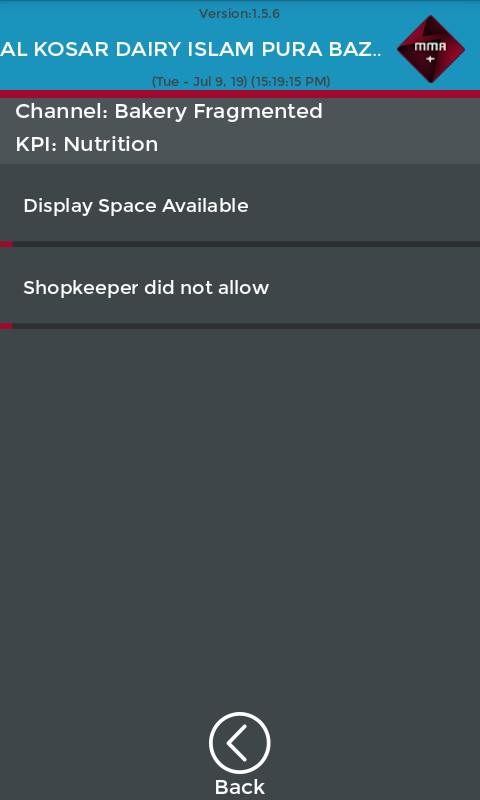 Version:1.5.6
AL KOSAR DAIRY ISLAM PURA BAZ..
MMA
+
(Tue - Jul 9, 19) (15:19:15 PM)
Channel: Bakery Fragmented
KPI: Nutrition
Display Space Available
Shopkeeper did not allow
Back